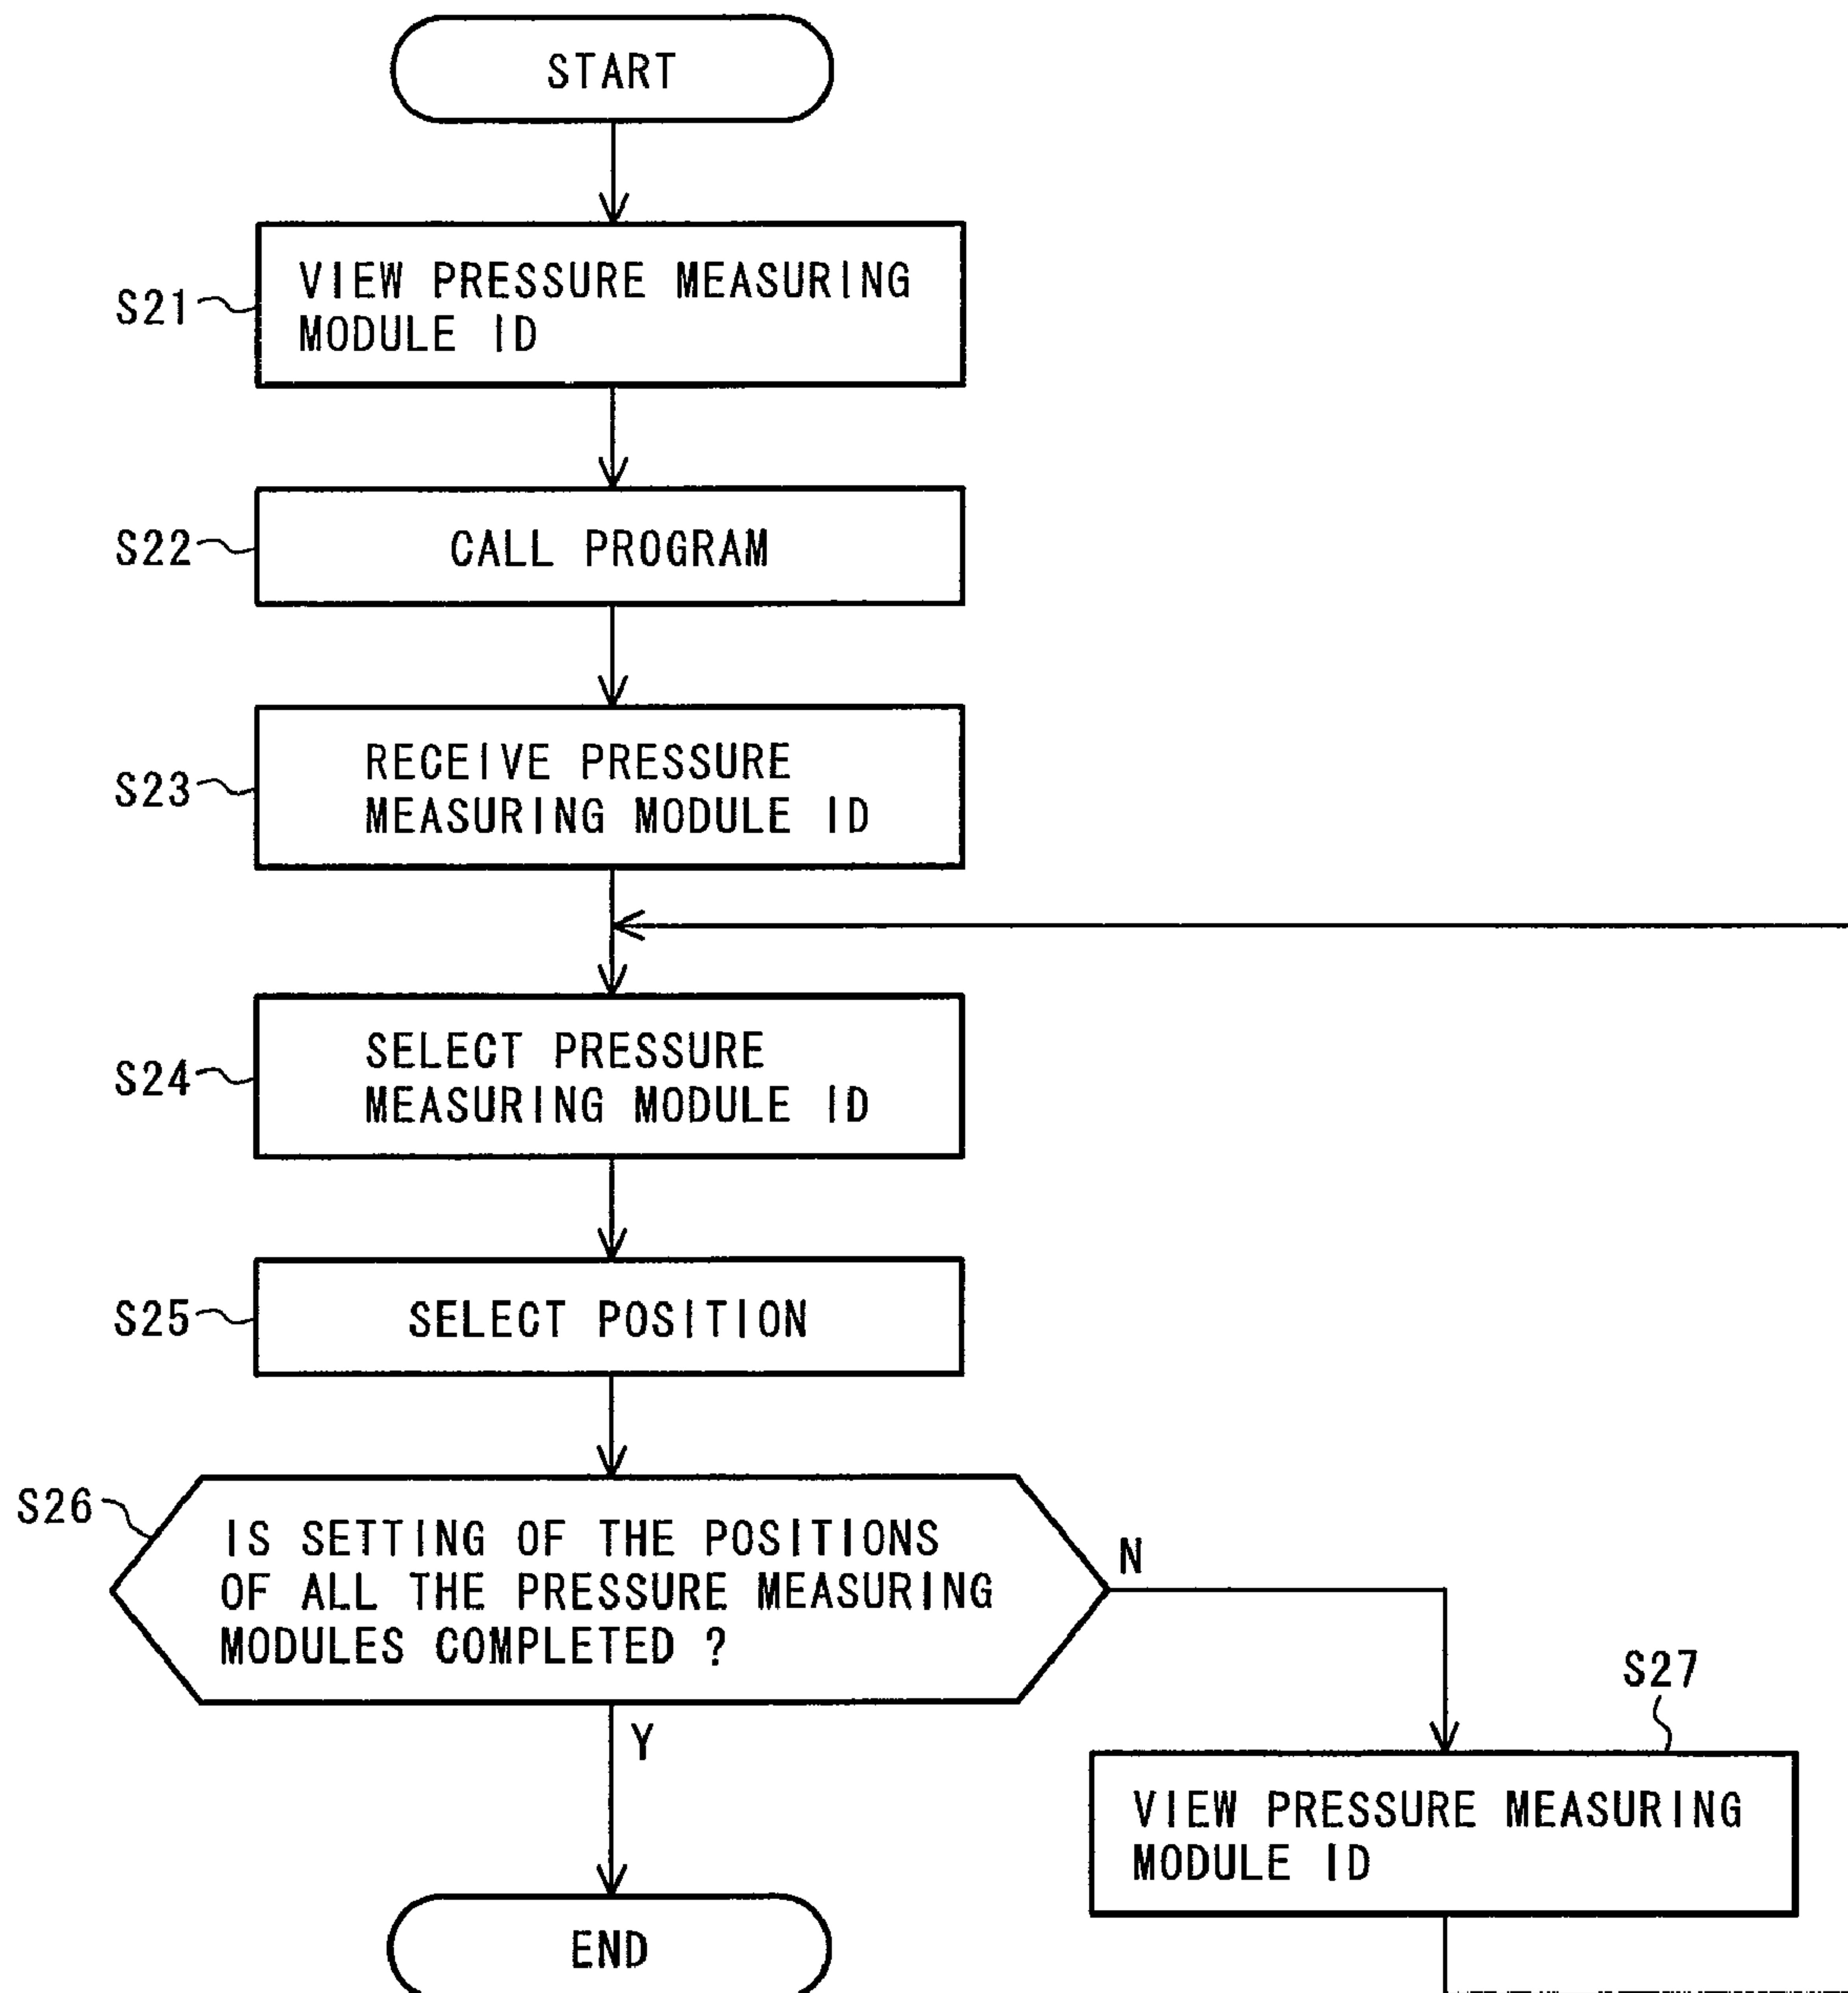 START
S21
VIEW PRESSURE MEASURING
MODULE ID
S22
CALL PROGRAM
S23
RECEIVE PRESSURE
MEASURING MODULE ID
S24
SELECT PRESSURE
MEASURING MODULE ID
S25
SELECT POSITION
S26
IS SETTING OF THE POSITIONS
OF ALL THE PRESSURE MEASURING
MODULES COMPLETED ?
N
Y
S27
VIEW PRESSURE MEASURING
MODULE ID
END